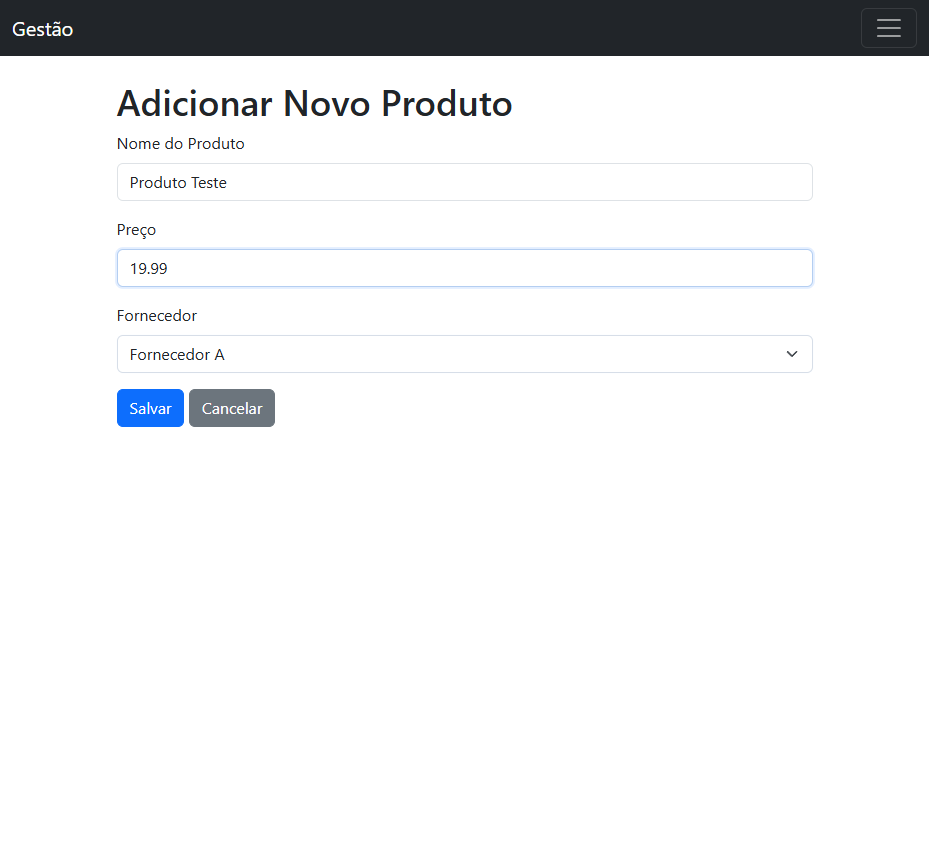 Gestão
Adicionar Novo Produto
Nome do Produto
Produto Teste
Preço
19.99
Fornecedor
Fornecedor A
Salvar Cancelar